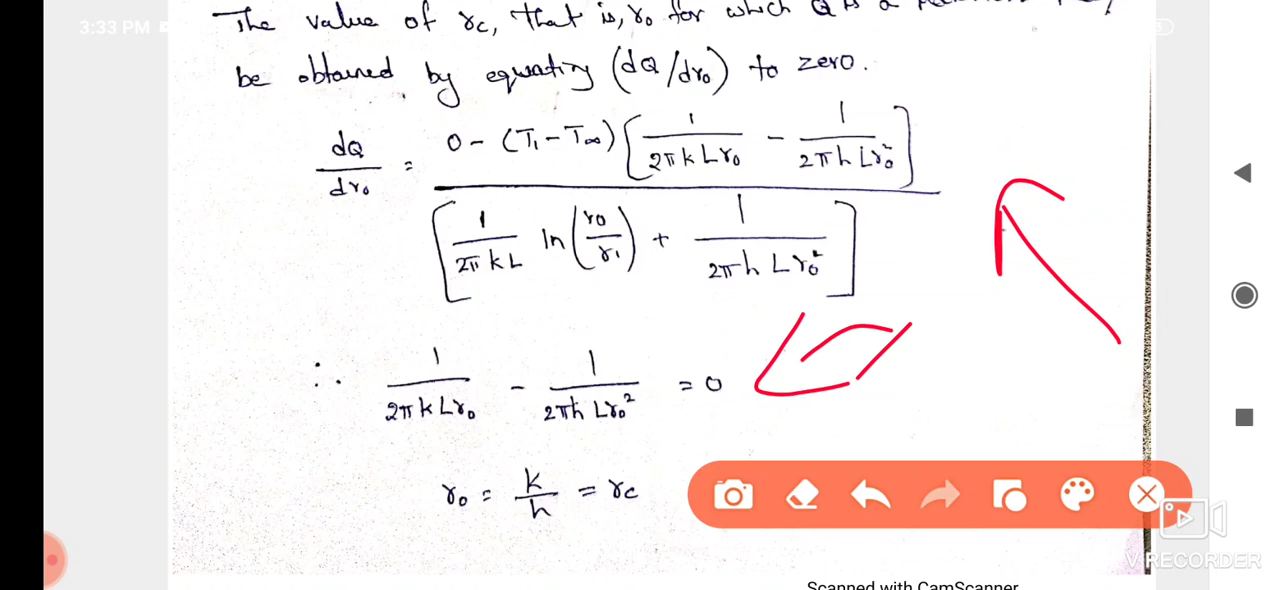 3:33 PM
The value of rc, that is, r0 for which Q is a
be obtained by equating (dQ/dr0) to zero.
dQ/dr0 = 0 - (T1 - T∞) [1/2πkLr0 - 1/2πhLr0²] / [1/2πkL ln(r0/r1) + 1/2πhLr0²]
∴ 1/2πkLr0 - 1/2πhLr0² = 0
r0 = k/h = rc
VRECORDER
Scanned with CamScanner